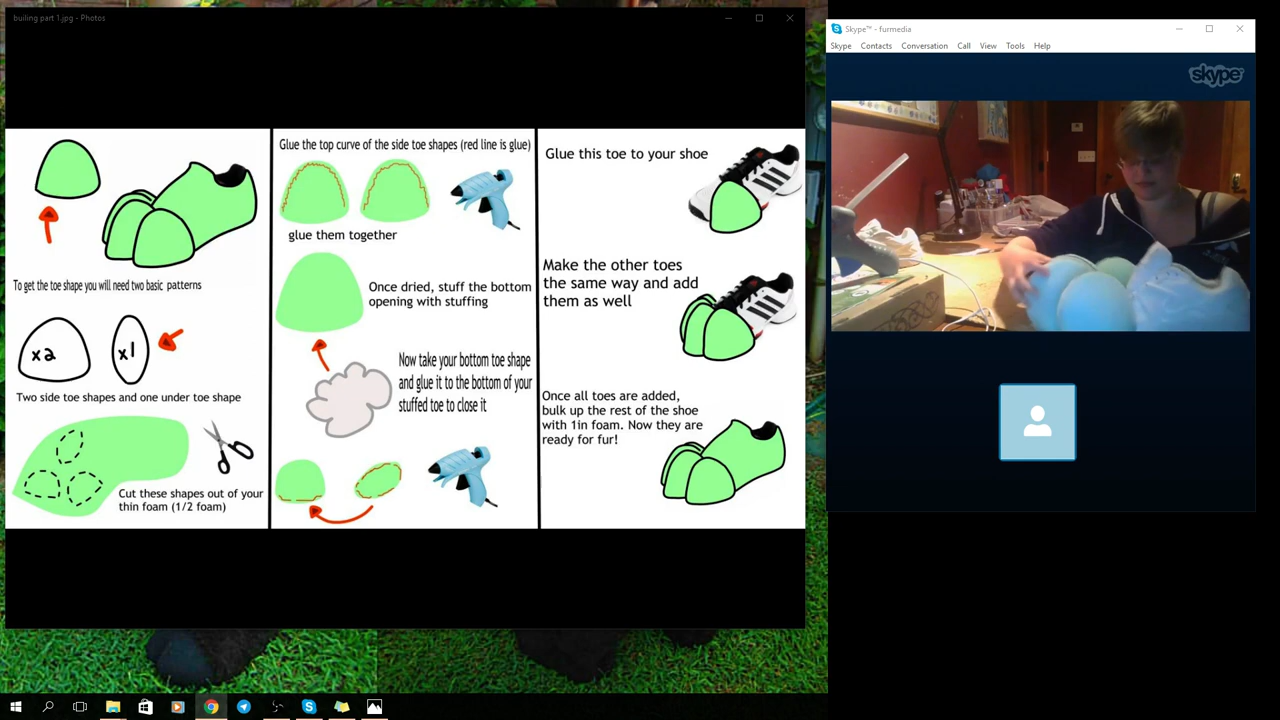 builing part 1.jpg - Photos
Skype™ - furmedia
Skype Contacts Conversation Call View Tools Help
skype
To get the toe shape you will need two basic patterns
x2
x1
Two side toe shapes and one under toe shape
Cut these shapes out of your
thin foam (1/2 foam)
Glue the top curve of the side toe shapes (red line is glue)
glue them together
Once dried, stuff the bottom
opening with stuffing
Now take your bottom toe shape
and glue it to the bottom of your
stuffed toe to close it
Glue this toe to your shoe
Make the other toes
the same way and add
them as well
Once all toes are added,
bulk up the rest of the shoe
with 1in foam. Now they are
ready for fur!